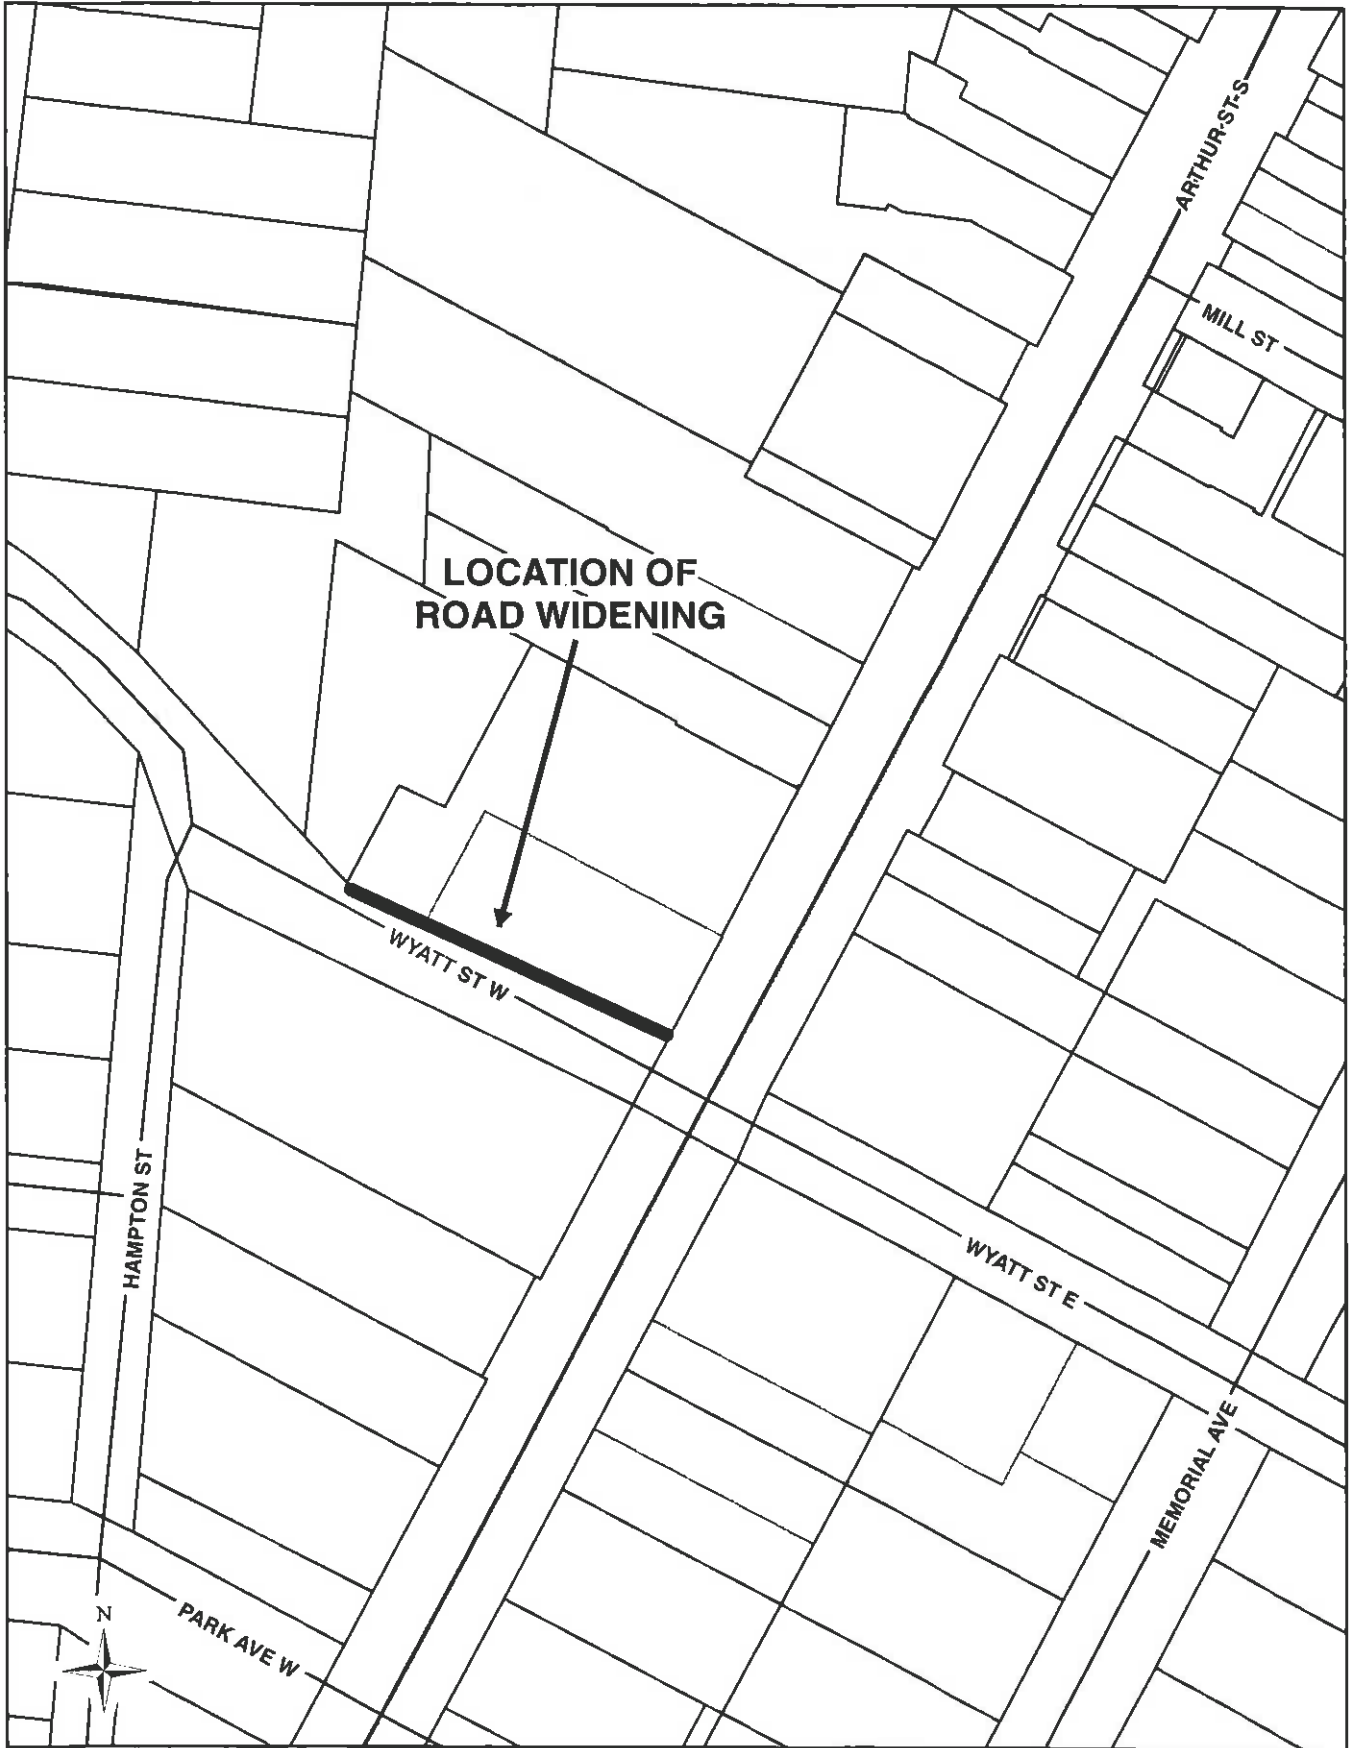 ARTHUR-ST-S
MILL ST
LOCATION OF
ROAD WIDENING
WYATT ST W
HAMPTON ST
WYATT ST E
MEMORIAL AVE
N
PARK AVE W